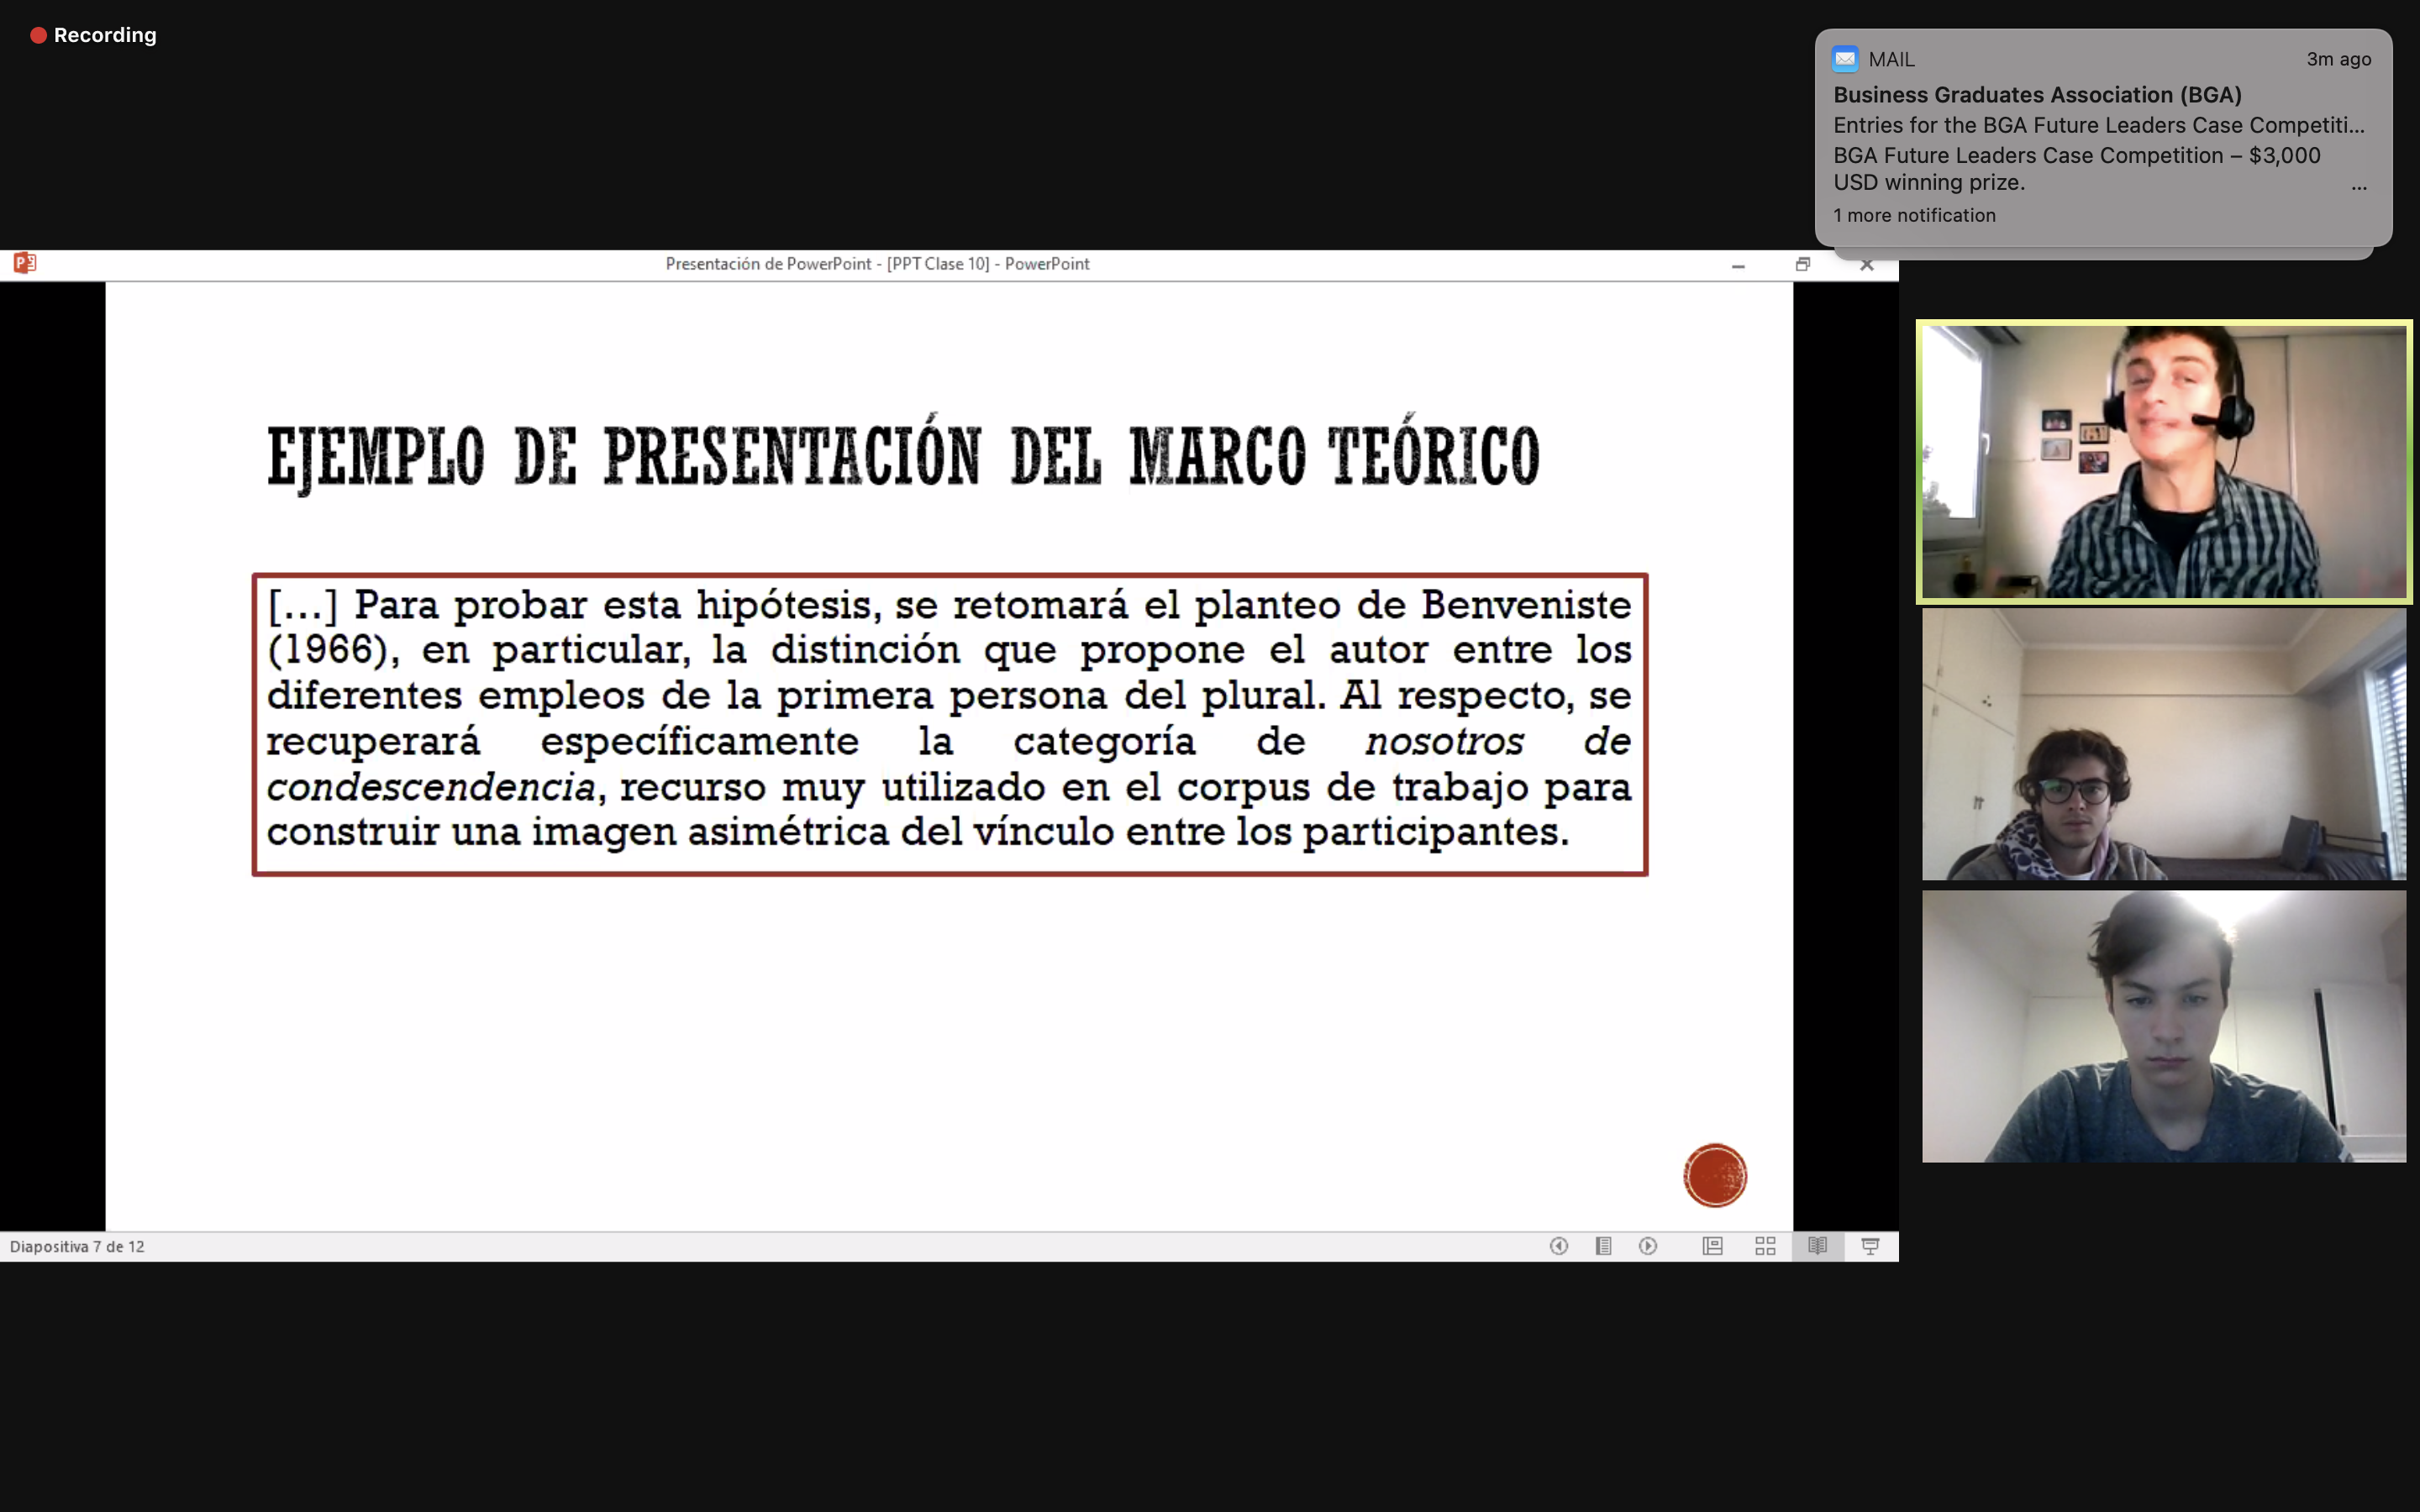 Recording
MAIL
3m ago
Business Graduates Association (BGA)
Entries for the BGA Future Leaders Case Competiti...
BGA Future Leaders Case Competition – $3,000
USD winning prize. ...
1 more notification
Presentación de PowerPoint - [PPT Clase 10] - PowerPoint
EJEMPLO DE PRESENTACIÓN DEL MARCO TEÓRICO
[...] Para probar esta hipótesis, se retomará el planteo de Benveniste
(1966), en particular, la distinción que propone el autor entre los
diferentes empleos de la primera persona del plural. Al respecto, se
recuperará específicamente la categoría de nosotros de
condescendencia, recurso muy utilizado en el corpus de trabajo para
construir una imagen asimétrica del vínculo entre los participantes.
Diapositiva 7 de 12